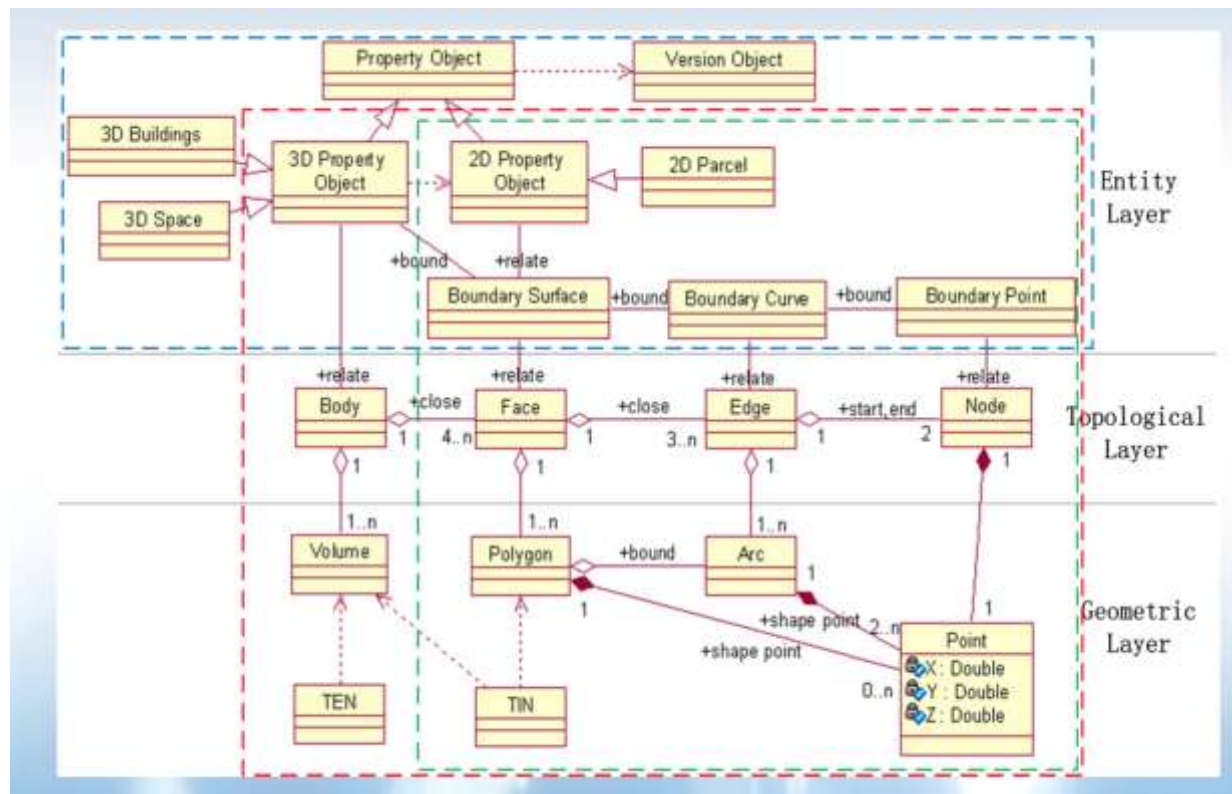 Property Object
Version Object
3D Buildings
3D Property
Object
2D Property
Object
2D Parcel
Entity
Layer
3D Space
+bound
+relate
Boundary Surface
+bound
Boundary Curve
+bound
Boundary Point
+relate
+relate
+relate
+relate
Body
+close
Face
+close
Edge
+start,end
Node
1
4..n
1
3..n
1
2
Topological
Layer
1
1
1
1
1..n
1..n
1..n
Volume
Polygon
+bound
Arc
1
1
+shape point
2..n
1
Geometric
Layer
+shape point
0..n
Point
X : Double
Y : Double
Z : Double
TEN
TIN